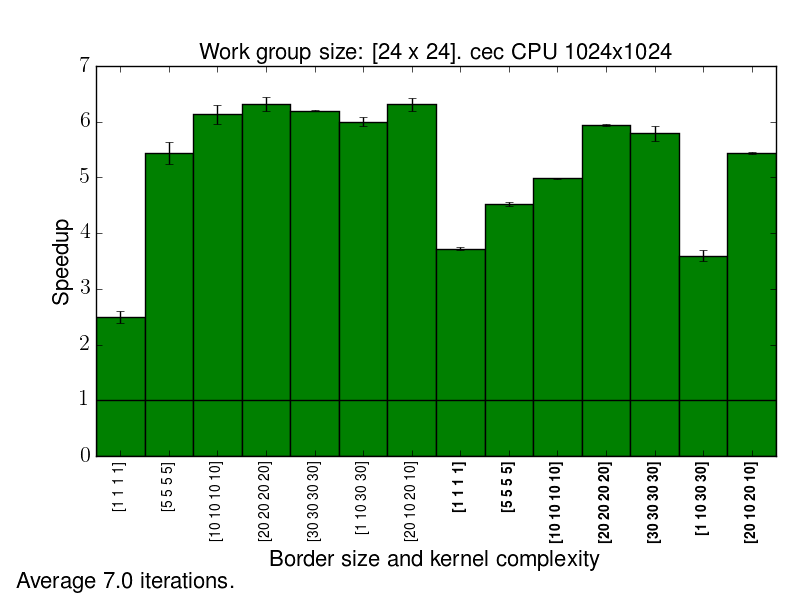 Work group size: [24 x 24]. cec CPU 1024x1024
7
6
5
4
3
2
1
0
Speedup
[1 1 1 1]
[5 5 5 5]
[10 10 10 10]
[20 20 20 20]
[30 30 30 30]
[1 10 30 30]
[20 10 20 10]
[1 1 1 1]
[5 5 5 5]
[10 10 10 10]
[20 20 20 20]
[30 30 30 30]
[1 10 30 30]
[20 10 20 10]
Border size and kernel complexity
Average 7.0 iterations.